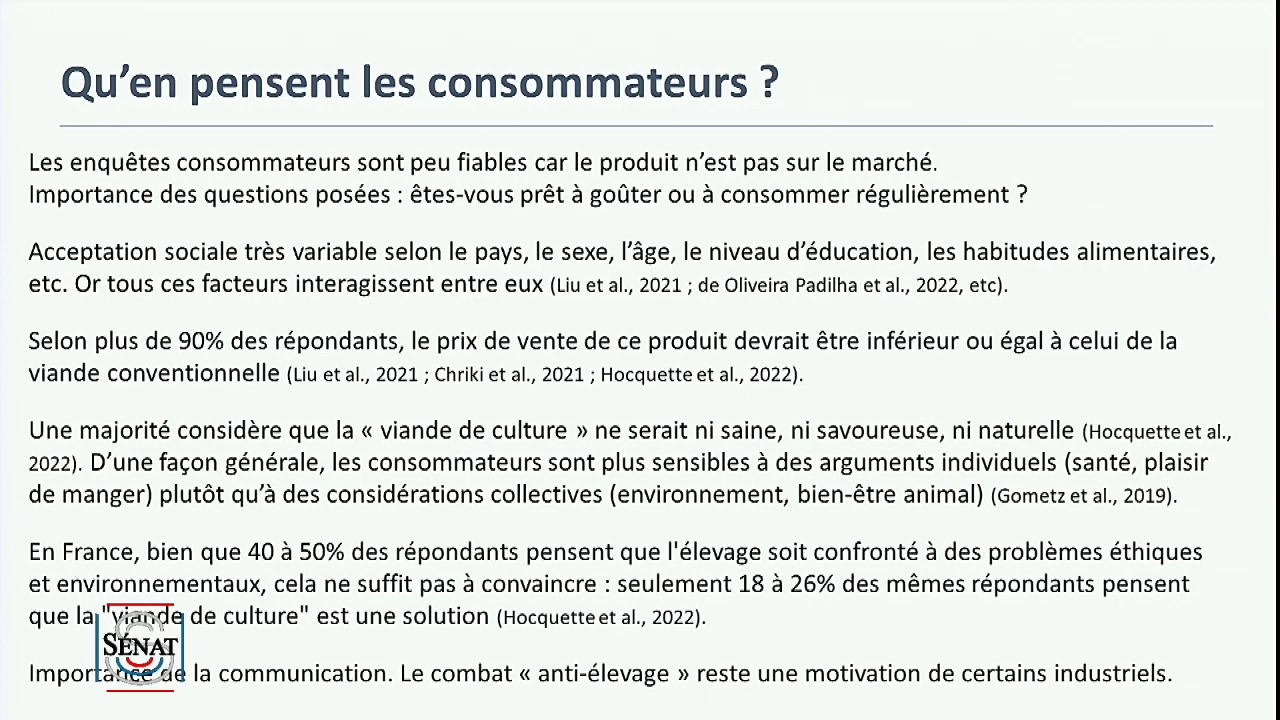 Qu’en pensent les consommateurs ?
Les enquêtes consommateurs sont peu fiables car le produit n’est pas sur le marché.
Importance des questions posées : êtes-vous prêt à goûter ou à consommer régulièrement ?
Acceptation sociale très variable selon le pays, le sexe, l’âge, le niveau d’éducation, les habitudes alimentaires,
etc. Or tous ces facteurs interagissent entre eux (Liu et al., 2021 ; de Oliveira Padilha et al., 2022, etc).
Selon plus de 90% des répondants, le prix de vente de ce produit devrait être inférieur ou égal à celui de la
viande conventionnelle (Liu et al., 2021 ; Chriki et al., 2021 ; Hocquette et al., 2022).
Une majorité considère que la « viande de culture » ne serait ni saine, ni savoureuse, ni naturelle (Hocquette et al.,
2022). D’une façon générale, les consommateurs sont plus sensibles à des arguments individuels (santé, plaisir
de manger) plutôt qu’à des considérations collectives (environnement, bien-être animal) (Gometz et al., 2019).
En France, bien que 40 à 50% des répondants pensent que l'élevage soit confronté à des problèmes éthiques
et environnementaux, cela ne suffit pas à convaincre : seulement 18 à 26% des mêmes répondants pensent
que la "viande de culture" est une solution (Hocquette et al., 2022).
SÉNAT
Importance de la communication. Le combat « anti-élevage » reste une motivation de certains industriels.